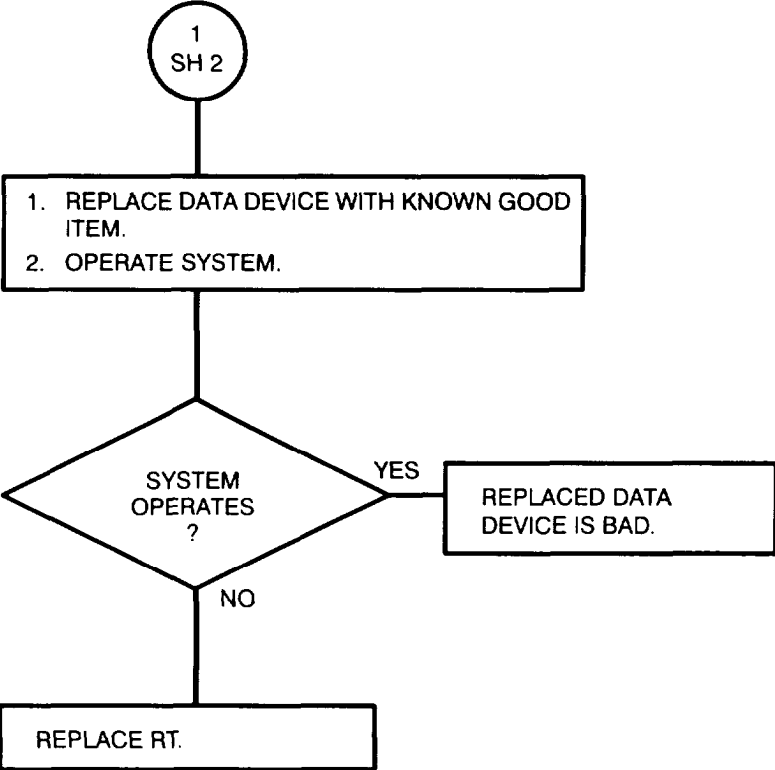 1
SH 2
1. REPLACE DATA DEVICE WITH KNOWN GOOD
ITEM.
2. OPERATE SYSTEM.
SYSTEM
OPERATES
?
YES
REPLACED DATA
DEVICE IS BAD.
NO
REPLACE RT.